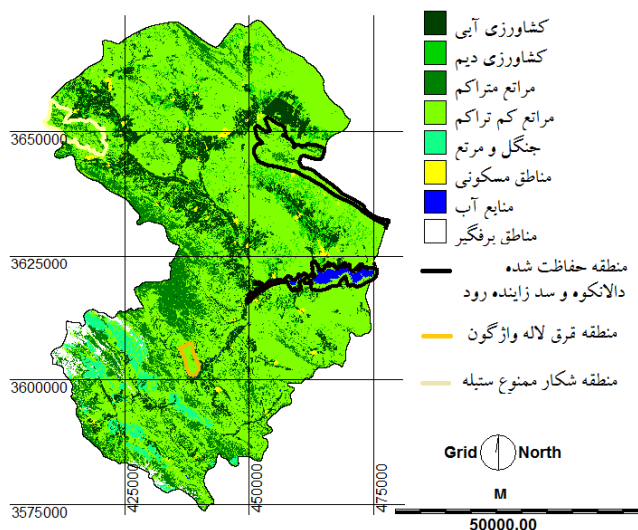 کشاورزی آبی
کشاورزی دیم
مراتع متراکم
مراتع کم تراکم
جنگل و مرتع
مناطق مسکونی
منابع آب
مناطق برفگیر
منطقه حفاظت شده
دالانکوه و سد زاینده رود
منطقه قرق لاله واژگون
منطقه شکار ممنوع ستبله
3650000
3625000
3600000
3575000
425000
450000
475000
Grid North
M
50000.00